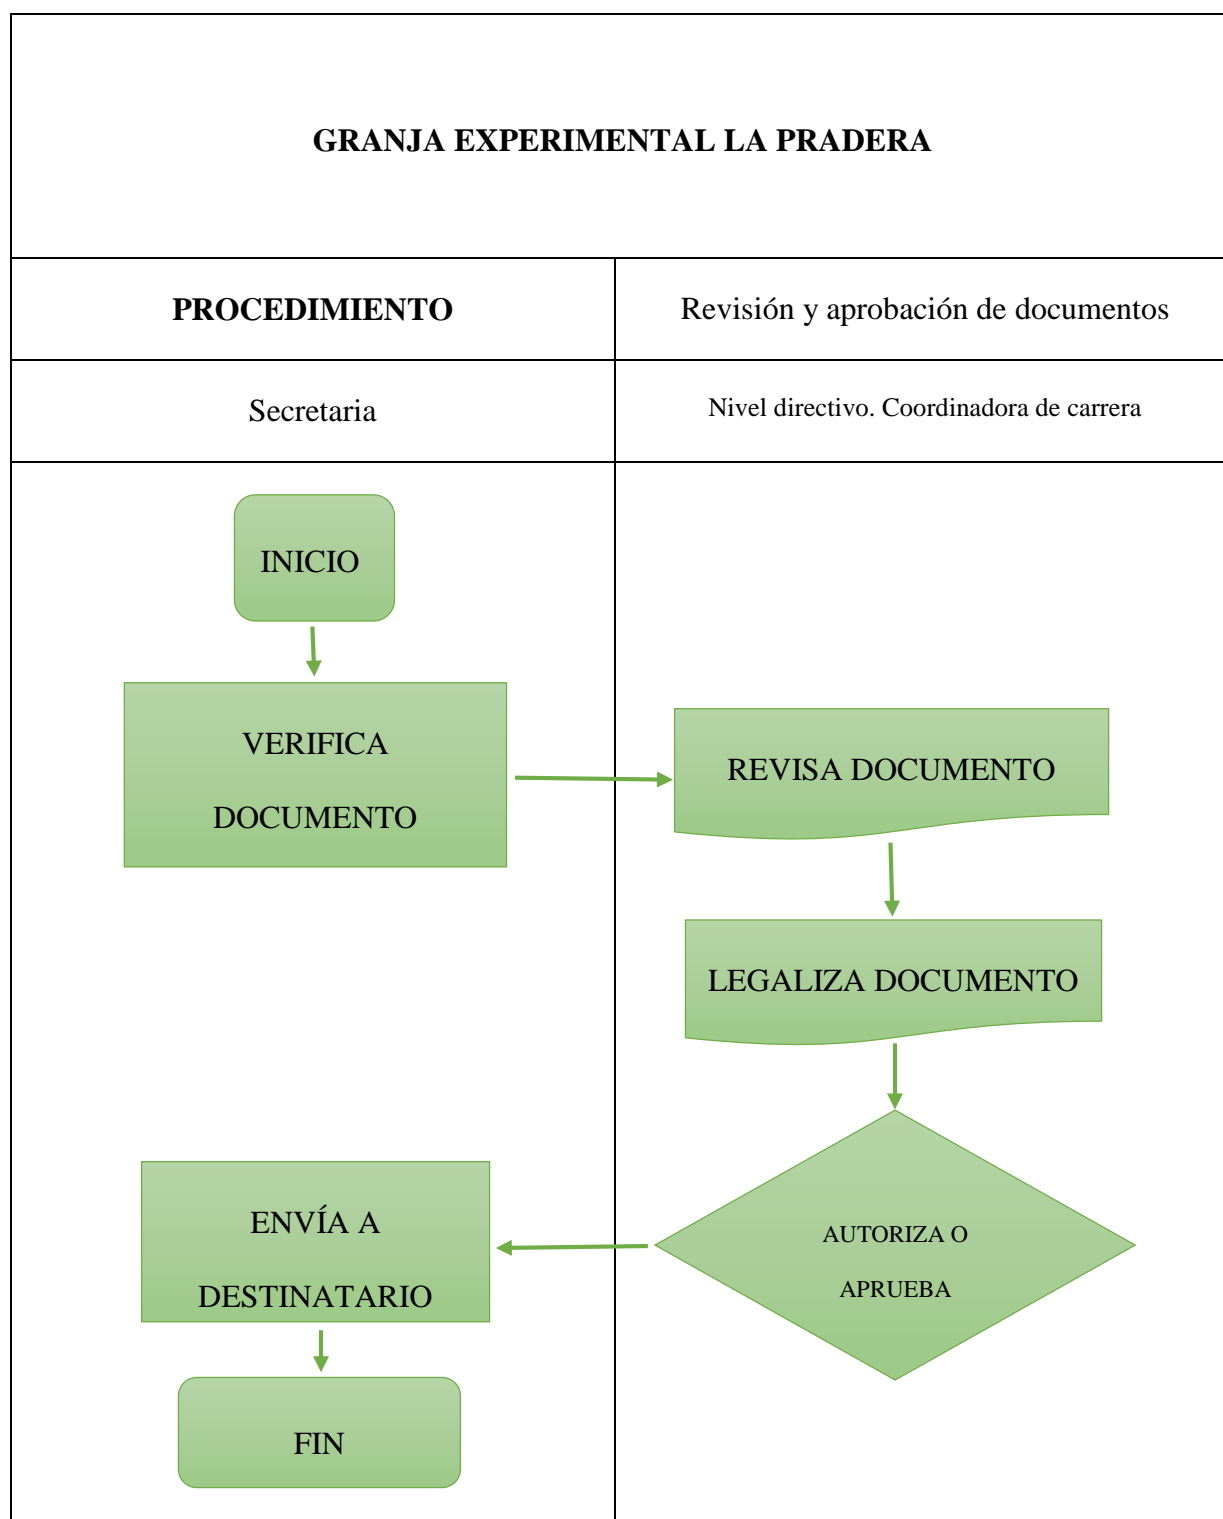 GRANJA EXPERIMENTAL LA PRADERA
PROCEDIMIENTO
Revisión y aprobación de documentos
Secretaria
Nivel directivo. Coordinadora de carrera
INICIO
VERIFICA
DOCUMENTO
REVISA DOCUMENTO
LEGALIZA DOCUMENTO
AUTORIZA O
APRUEBA
ENVÍA A
DESTINATARIO
FIN